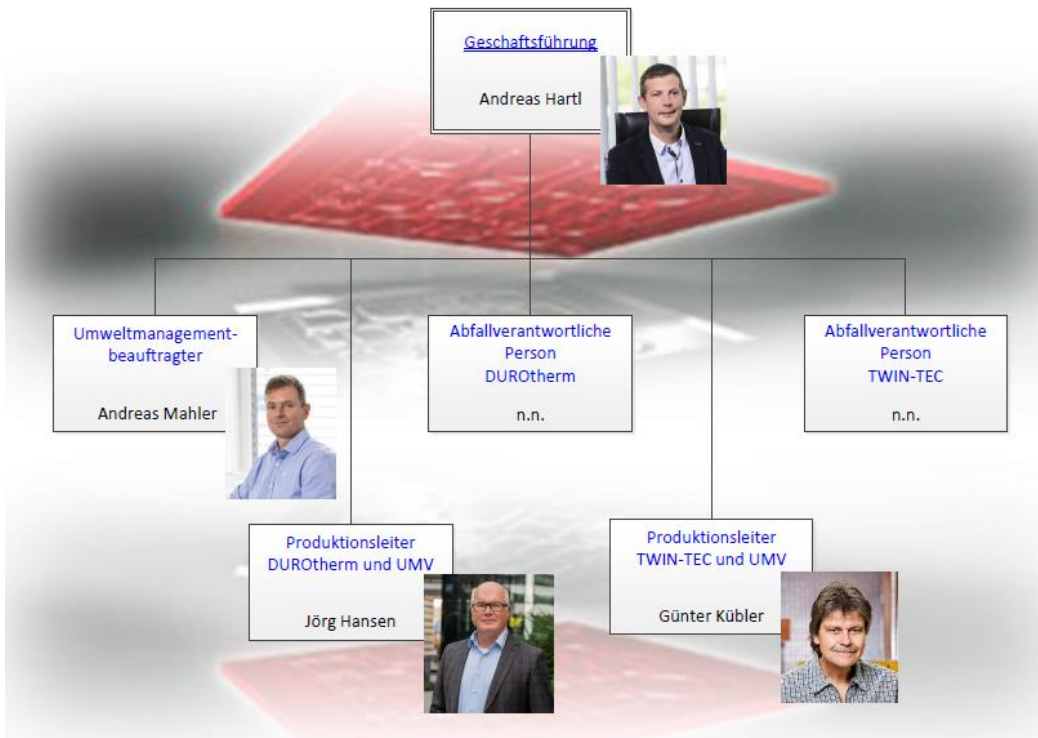 Geschaftsführung
Andreas Hartl
Umweltmanagement-
beauftragter
Andreas Mahler
Abfallverantwortliche
Person
DUROtherm
n.n.
Abfallverantwortliche
Person
TWIN-TEC
n.n.
Produktionsleiter
DUROtherm und UMV
Jörg Hansen
Produktionsleiter
TWIN-TEC und UMV
Günter Kübler